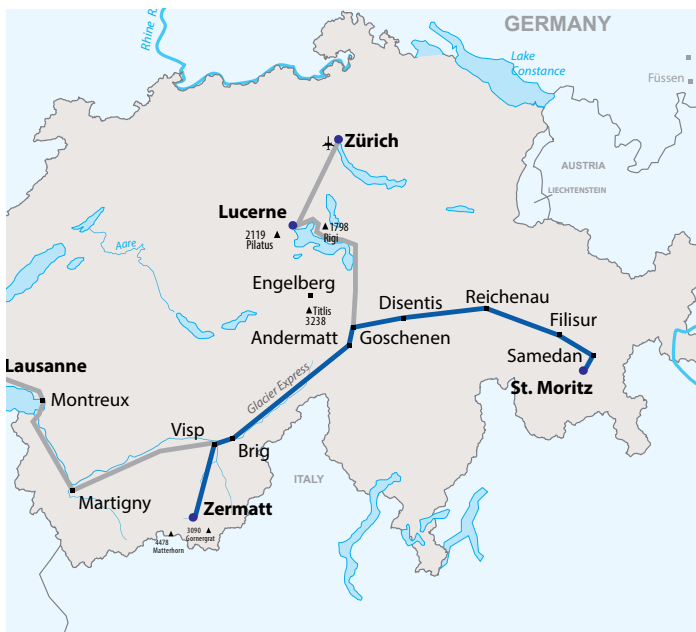 GERMANY
Rhine R.
Lake
Constance
Füssen
Zürich
AUSTRIA
LIECHTENSTEIN
Lucerne
2119
Pilatus
1798
Rigi
Aare
Engelberg
Titlis
3238
Disentis
Reichenau
Filisur
Andermatt
Goschenen
Samedan
St. Moritz
Glacier Express
Lausanne
Montreux
Visp
Brig
ITALY
Martigny
Zermatt
3090
Gornergrat
4478
Matterhorn